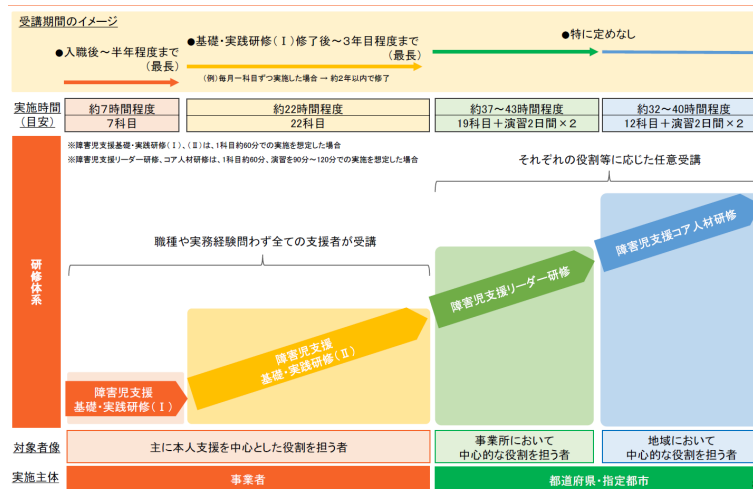 受講期間のイメージ
●入職後～半年程度まで
（最長）
●基礎・実践研修（Ⅰ）修了後～3年目程度まで
（最長）
（例）毎月一科目ずつ実施した場合 → 約2年以内で修了
●特に定めなし
実施時間
（目安）
約7時間程度
7科目
約22時間程度
22科目
約37～43時間程度
19科目＋演習2日間×2
約32～40時間程度
12科目＋演習2日間×2
※障害児支援基礎・実践研修（Ⅰ）、（Ⅱ）は、1科目約60分での実施を想定した場合
※障害児支援リーダー研修、コア人材研修は、1科目約60分、演習を90分～120分での実施を想定した場合
それぞれの役割等に応じた任意受講
職種や実務経験問わず全ての支援者が受講
研修体系
障害児支援
基礎・実践研修（Ⅰ）
障害児支援
基礎・実践研修（Ⅱ）
障害児支援リーダー研修
障害児支援コア人材研修
対象者像
主に本人支援を中心とした役割を担う者
事業所において
中心的な役割を担う者
地域において
中心的な役割を担う者
実施主体
事業者
都道府県・指定都市